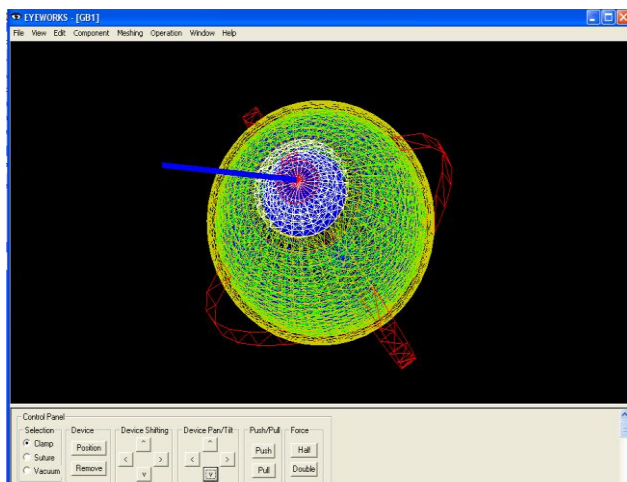 EYEWORKS - [GB1]
File View Edit Component Meshing Operation Window Help
Control Panel
Selection Device Device Shifting Device Pan/Tilt Push/Pull Force
Clamp Position ^ ^ Push Half
Suture < > < >
Vacuum Remove v v Pull Double